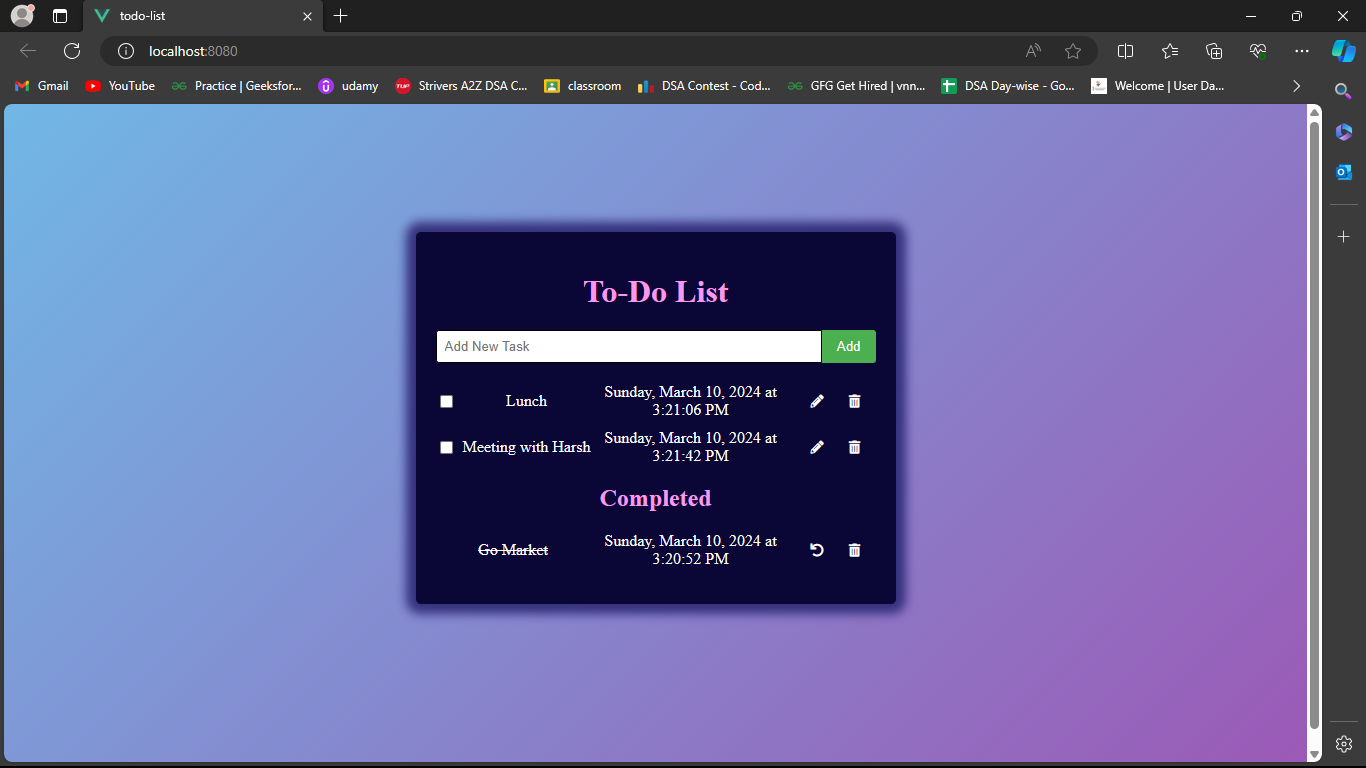 todo-list
localhost:8080
Gmail YouTube Practice | Geeksfor... udamy Strivers A2Z DSA C... classroom DSA Contest - Cod... GFG Get Hired | vnn... DSA Day-wise - Go... Welcome | User Da...
To-Do List
Add New Task Add
Lunch Sunday, March 10, 2024 at
3:21:06 PM
Meeting with Harsh Sunday, March 10, 2024 at
3:21:42 PM
Completed
Go Market Sunday, March 10, 2024 at
3:20:52 PM